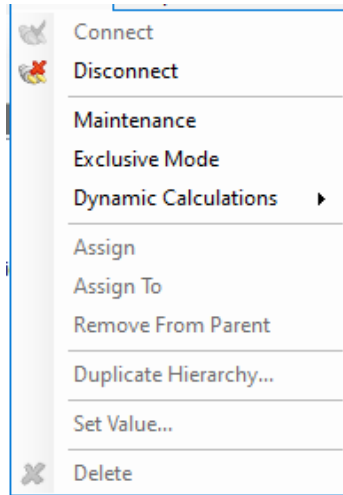 Connect
Disconnect
Maintenance
Exclusive Mode
Dynamic Calculations
Assign
Assign To
Remove From Parent
Duplicate Hierarchy...
Set Value...
Delete